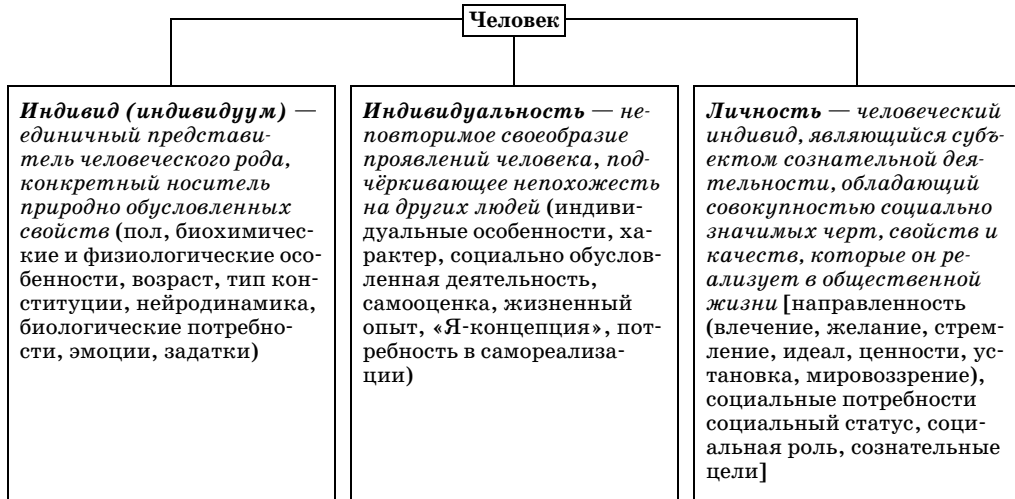 Человек
Индивид (индивидуум) —
единичный представи-
тель человеческого рода,
конкретный носитель
природно обусловленных
свойств (пол, биохимичес-
кие и физиологические осо-
бенности, возраст, тип кон-
ституции, нейродинамика,
биологические потребно-
сти, эмоции, задатки)
Индивидуальность — не-
повторимое своеобразие
проявлений человека, под-
чёркивающее непохожесть
на других людей (индиви-
дуальные особенности, ха-
рактер, социально обуслов-
ленная деятельность,
самооценка, жизненный
опыт, «Я-концепция», пот-
ребность в самореализа-
ции)
Личность — человеческий
индивид, являющийся субъ-
ектом сознательной дея-
тельности, обладающий
совокупностью социально
значимых черт, свойств и
качеств, которые он ре-
ализует в общественной
жизни [направленность
(влечение, желание, стрем-
ление, идеал, ценности, ус-
тановка, мировоззрение),
социальные потребности
социальный статус, соци-
альная роль, сознательные
цели]